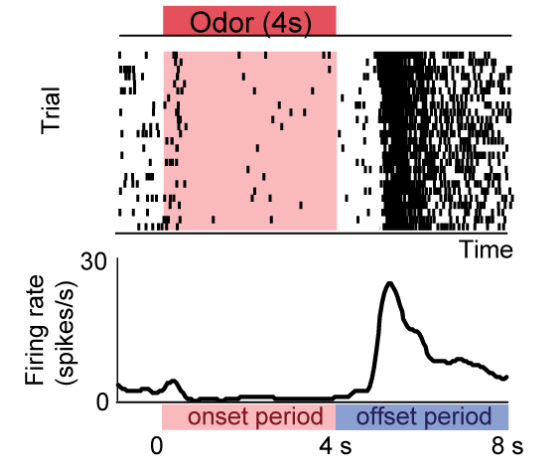 Odor (4s)
Trial
Time
30
Firing rate
(spikes/s)
0
onset period
offset period
0
4 s
8 s